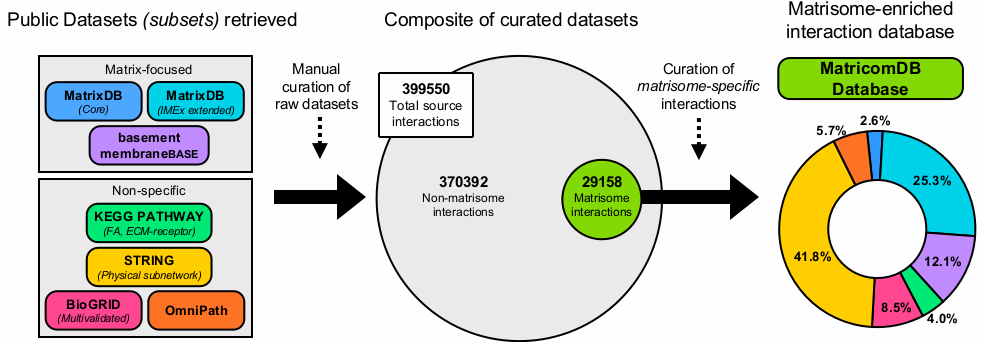 Public Datasets (subsets) retrieved
Matrix-focused
MatrixDB
(Core)
MatrixDB
(IMEx extended)
basement
membraneBASE
Non-specific
KEGG PATHWAY
(FA, ECM-receptor)
STRING
(Physical subnetwork)
BioGRID
(Multivalidated)
OmniPath
Manual
curation of
raw datasets
Composite of curated datasets
399550
Total source
interactions
370392
Non-matrisome
interactions
29158
Matrisome
interactions
Curation of
matrisome-specific
interactions
Matrisome-enriched
interaction database
MatricomDB
Database
2.6%
5.7%
25.3%
41.8%
12.1%
8.5%
4.0%